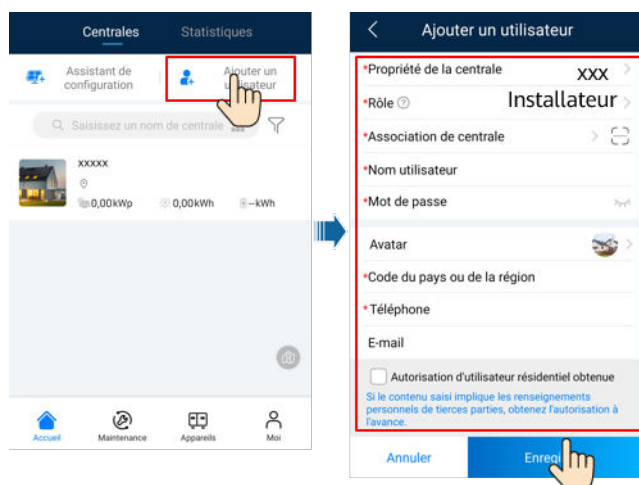 Centrales
Statistiques
Assistant de
configuration
Ajouter un
utilisateur
Saisissez un nom de centrale
xxxxx
0,00kWp
0,00kWh
--kWh
Accueil
Maintenance
Appareils
Moi
Ajouter un utilisateur
*Propriété de la centrale
xxx
*Rôle
Installateur
*Association de centrale
*Nom utilisateur
*Mot de passe
Avatar
*Code du pays ou de la région
*Téléphone
E-mail
Autorisation d'utilisateur résidentiel obtenue
Si le contenu saisi implique les renseignements
personnels de tierces parties, obtenez l'autorisation à
l'avance.
Annuler